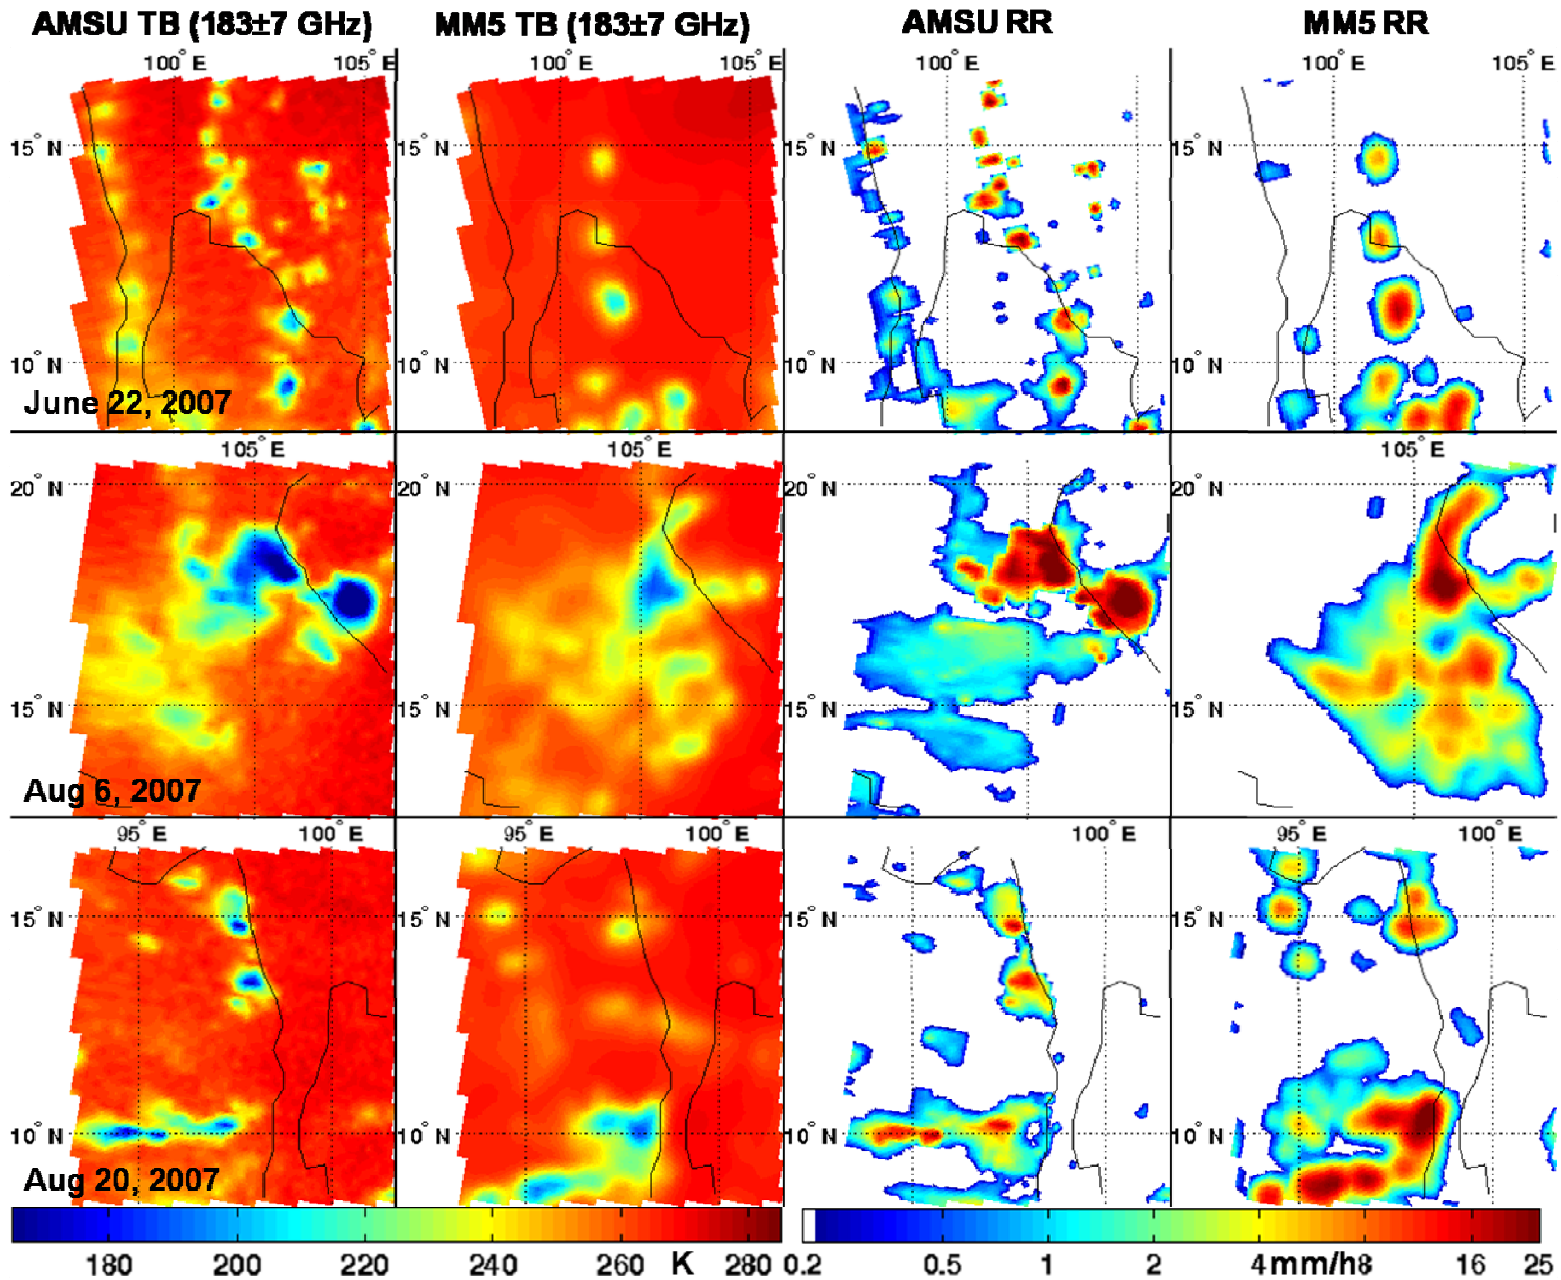 AMSU TB (183±7 GHz) MM5 TB (183±7 GHz) AMSU RR MM5 RR
100° E 105° E 100° E 105° E 100° E 100° E 105° E
15° N 15° N 15° N 15° N
10° N 10° N 10° N 10° N
June 22, 2007
105° E 105° E 105° E
20° N 20° N 20° N 20° N
15° N 15° N 15° N 15° N
Aug 6, 2007
95° E 100° E 95° E 100° E 100° E 95° E 100° E
15° N 15° N 15° N 15° N
10° N 10° N 10° N 10° N
Aug 20, 2007
180 200 220 240 260 K 280 0.2 0.5 1 2 4 mm/h 8 16 25